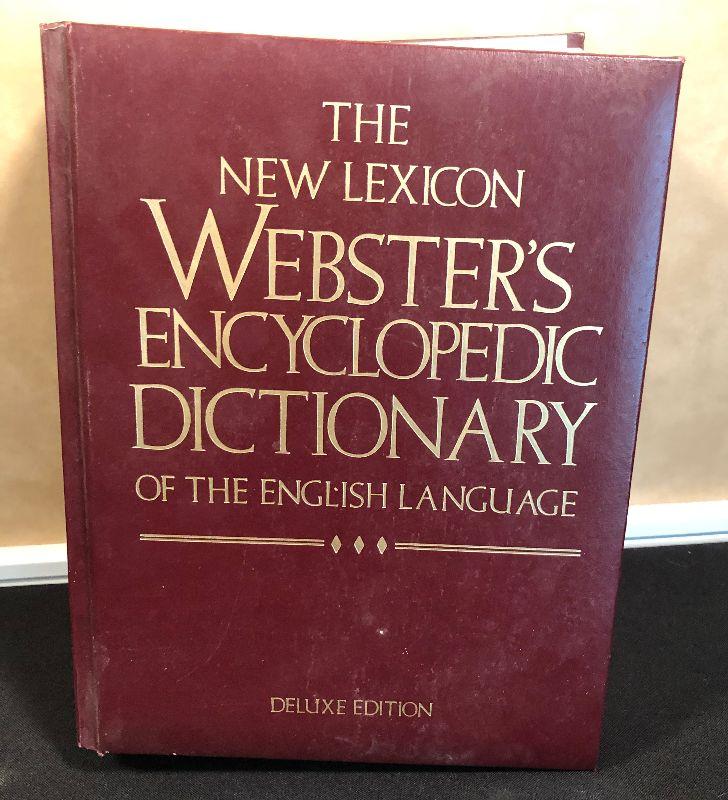 THE
NEW LEXICON
WEBSTER'S
ENCYCLOPEDIC
DICTIONARY
OF THE ENGLISH LANGUAGE
DELUXE EDITION